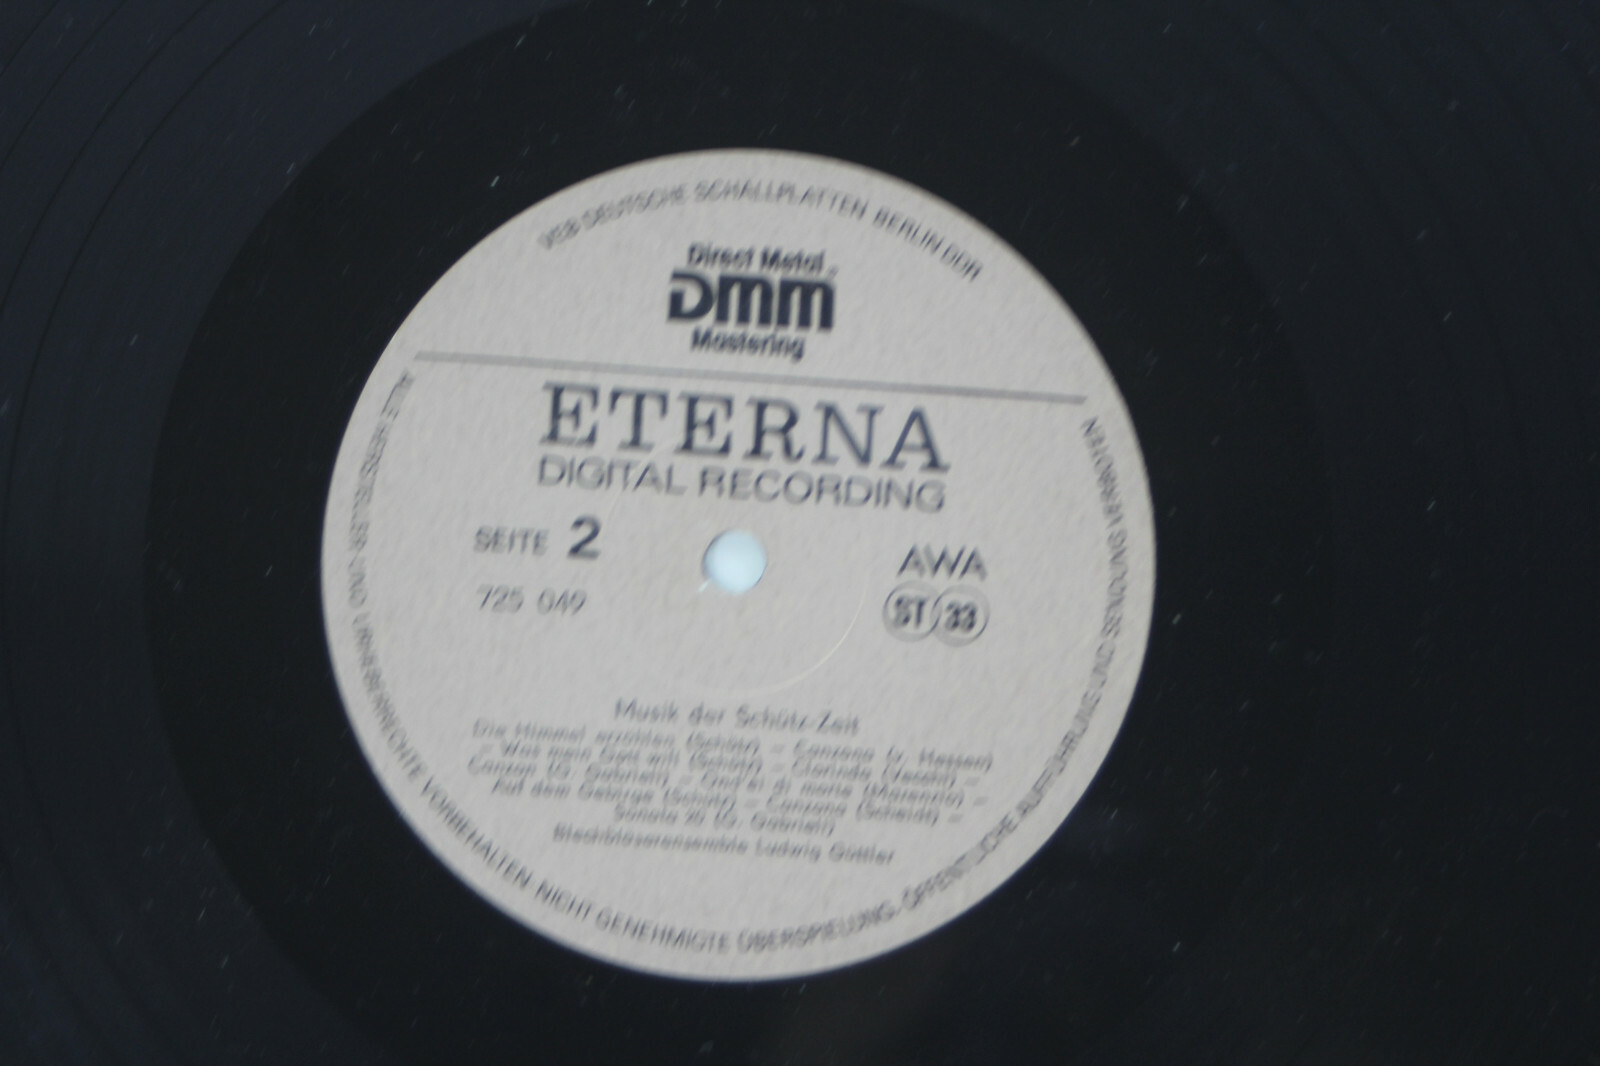 VEB DEUTSCHE SCHALLPLATTEN BERLIN DDR
Direct Metal
DMM
Mastering
ETERNA
DIGITAL RECORDING
SEITE 2
AWA
725 049
ST 33
Musik der Schütz-Zeit
Die Himmel erzählen (Schütz) – Canzona (v. Hessen)
– Was mein Gott will (Schütz) – Clorinda (Vecchi) –
Canzon (G. Gabrieli) – Ond'ei di morte (Marenzio) –
Auf dem Gebirge (Schütz) – Canzona (Scheidt) –
Sonata 20 (G. Gabrieli)
Blechbläserensemble Ludwig Güttler
ALLE HERSTELLER- UND URHEBERRECHTE VORBEHALTEN. NICHT GENEHMIGTE ÜBERSPIELUNG, ÖFFENTLICHE AUFFÜHRUNG UND SENDUNG VERBOTEN